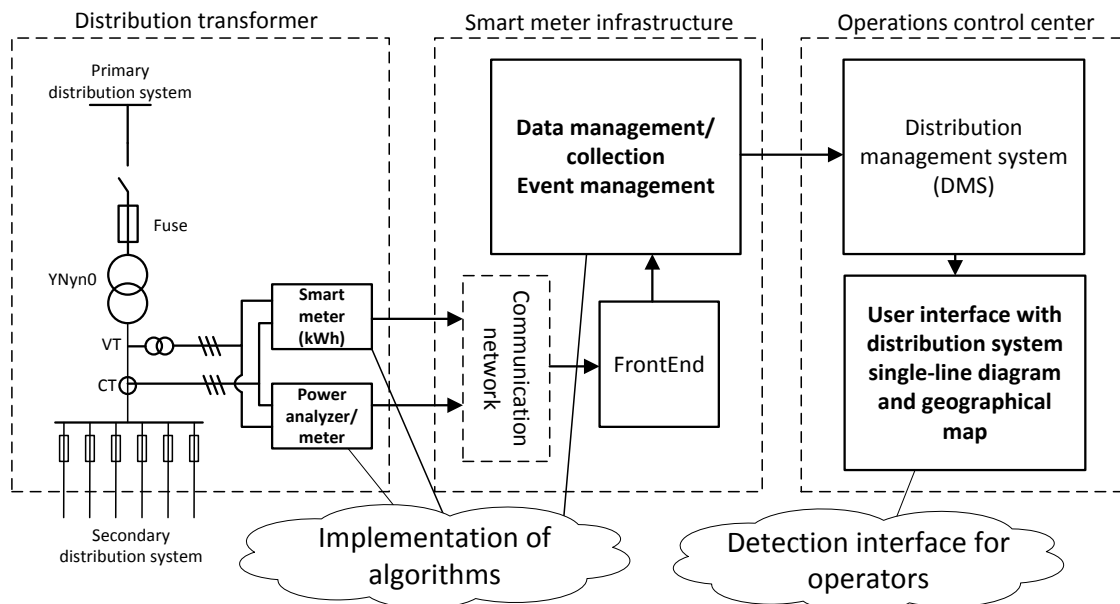 Distribution transformer
Smart meter infrastructure
Operations control center
Primary
distribution system
Fuse
YNyn0
VT
CT
Secondary
distribution system
Smart
meter
(kWh)
Power
analyzer/
meter
Communication
network
Data management/
collection
Event management
FrontEnd
Distribution
management system
(DMS)
User interface with
distribution system
single-line diagram
and geographical
map
Implementation of
algorithms
Detection interface for
operators